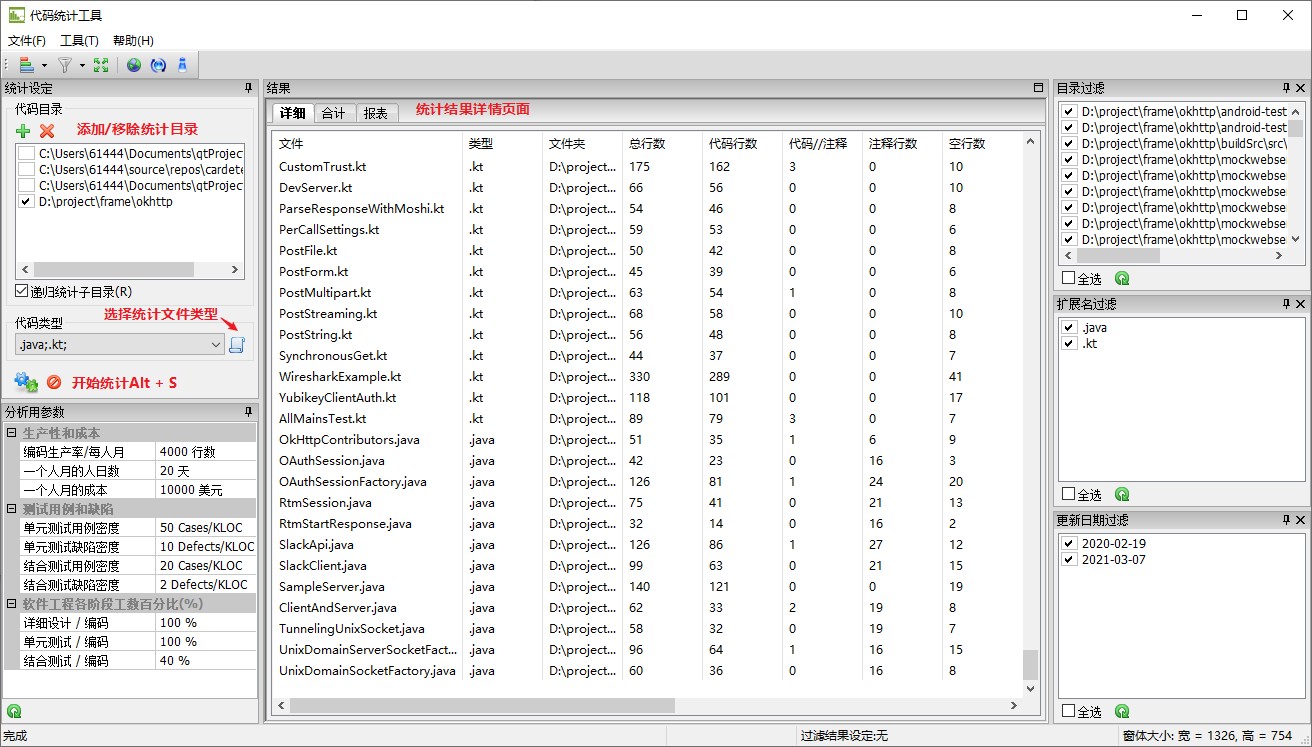 代码统计工具
文件(F) 工具(T) 帮助(H)
统计设定
代码目录
添加/移除统计目录
C:\Users\61444\Documents\qtProjec
C:\Users\61444\source\repos\cardete
C:\Users\61444\Documents\qtProjec
D:\project\frame\okhttp
递归统计子目录(R)
选择统计文件类型
代码类型
.java;.kt;
开始统计Alt + S
分析用参数
生产性和成本
编码生产率/每人月 4000 行数
一个人月的人日数 20 天
一个人月的成本 10000 美元
测试用例和缺陷
单元测试用例密度 50 Cases/KLOC
单元测试缺陷密度 10 Defects/KLOC
结合测试用例密度 20 Cases/KLOC
结合测试缺陷密度 2 Defects/KLOC
软件工程各阶段工数百分比(%)
详细设计 / 编码 100 %
单元测试 / 编码 100 %
结合测试 / 编码 40 %
结果
详细 合计 报表 统计结果详情页面
文件 类型 文件夹 总行数 代码行数 代码//注释 注释行数 空行数
CustomTrust.kt .kt D:\project... 175 162 3 0 10
DevServer.kt .kt D:\project... 66 56 0 0 10
ParseResponseWithMoshi.kt .kt D:\project... 54 46 0 0 8
PerCallSettings.kt .kt D:\project... 59 53 0 0 6
PostFile.kt .kt D:\project... 50 42 0 0 8
PostForm.kt .kt D:\project... 45 39 0 0 6
PostMultipart.kt .kt D:\project... 63 54 1 0 8
PostStreaming.kt .kt D:\project... 68 58 0 0 10
PostString.kt .kt D:\project... 56 48 0 0 8
SynchronousGet.kt .kt D:\project... 44 37 0 0 7
WiresharkExample.kt .kt D:\project... 330 289 0 0 41
YubikeyClientAuth.kt .kt D:\project... 118 101 0 0 17
AllMainsTest.kt .kt D:\project... 89 79 3 0 7
OkHttpContributors.java .java D:\project... 51 35 1 6 9
OAuthSession.java .java D:\project... 42 23 0 16 3
OAuthSessionFactory.java .java D:\project... 126 81 1 24 20
RtmSession.java .java D:\project... 75 41 0 21 13
RtmStartResponse.java .java D:\project... 32 14 0 16 2
SlackApi.java .java D:\project... 126 86 1 27 12
SlackClient.java .java D:\project... 99 63 0 21 15
SampleServer.java .java D:\project... 140 121 0 0 19
ClientAndServer.java .java D:\project... 62 33 2 19 8
TunnelingUnixSocket.java .java D:\project... 58 32 0 19 7
UnixDomainServerSocketFact... .java D:\project... 96 64 1 16 15
UnixDomainSocketFactory.java .java D:\project... 60 36 0 16 8
目录过滤
D:\project\frame\okhttp\android-test
D:\project\frame\okhttp\android-test
D:\project\frame\okhttp\buildSrc\src\
D:\project\frame\okhttp\mockwebse
D:\project\frame\okhttp\mockwebse
D:\project\frame\okhttp\mockwebse
D:\project\frame\okhttp\mockwebse
D:\project\frame\okhttp\mockwebse
D:\project\frame\okhttp\mockwebse
全选
扩展名过滤
.java
.kt
全选
更新日期过滤
2020-02-19
2021-03-07
全选
完成 过滤结果设定:无 窗体大小: 宽 = 1326, 高 = 754